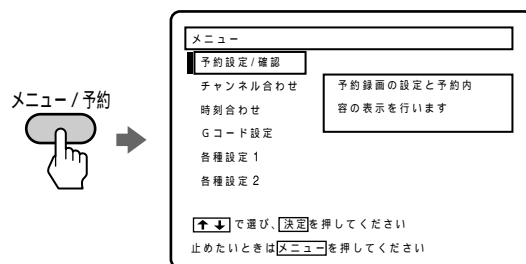 メニュー / 予約
メニュー
予約設定/確認
チャンネル合わせ
時刻合わせ
Gコード設定
各種設定1
各種設定2
予約録画の設定と予約内
容の表示を行います
↑↓で選び、決定を押してください
止めたいときはメニューを押してください